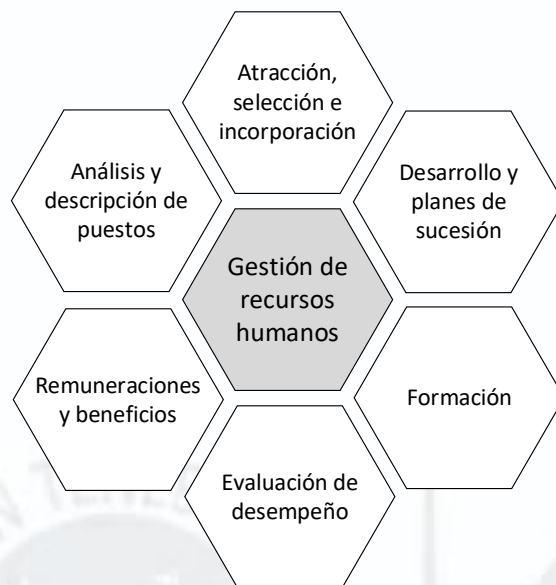 Atracción,
selección e
incorporación
Análisis y
descripción de
puestos
Desarrollo y
planes de
sucesión
Gestión de
recursos
humanos
Remuneraciones
y beneficios
Formación
Evaluación de
desempeño